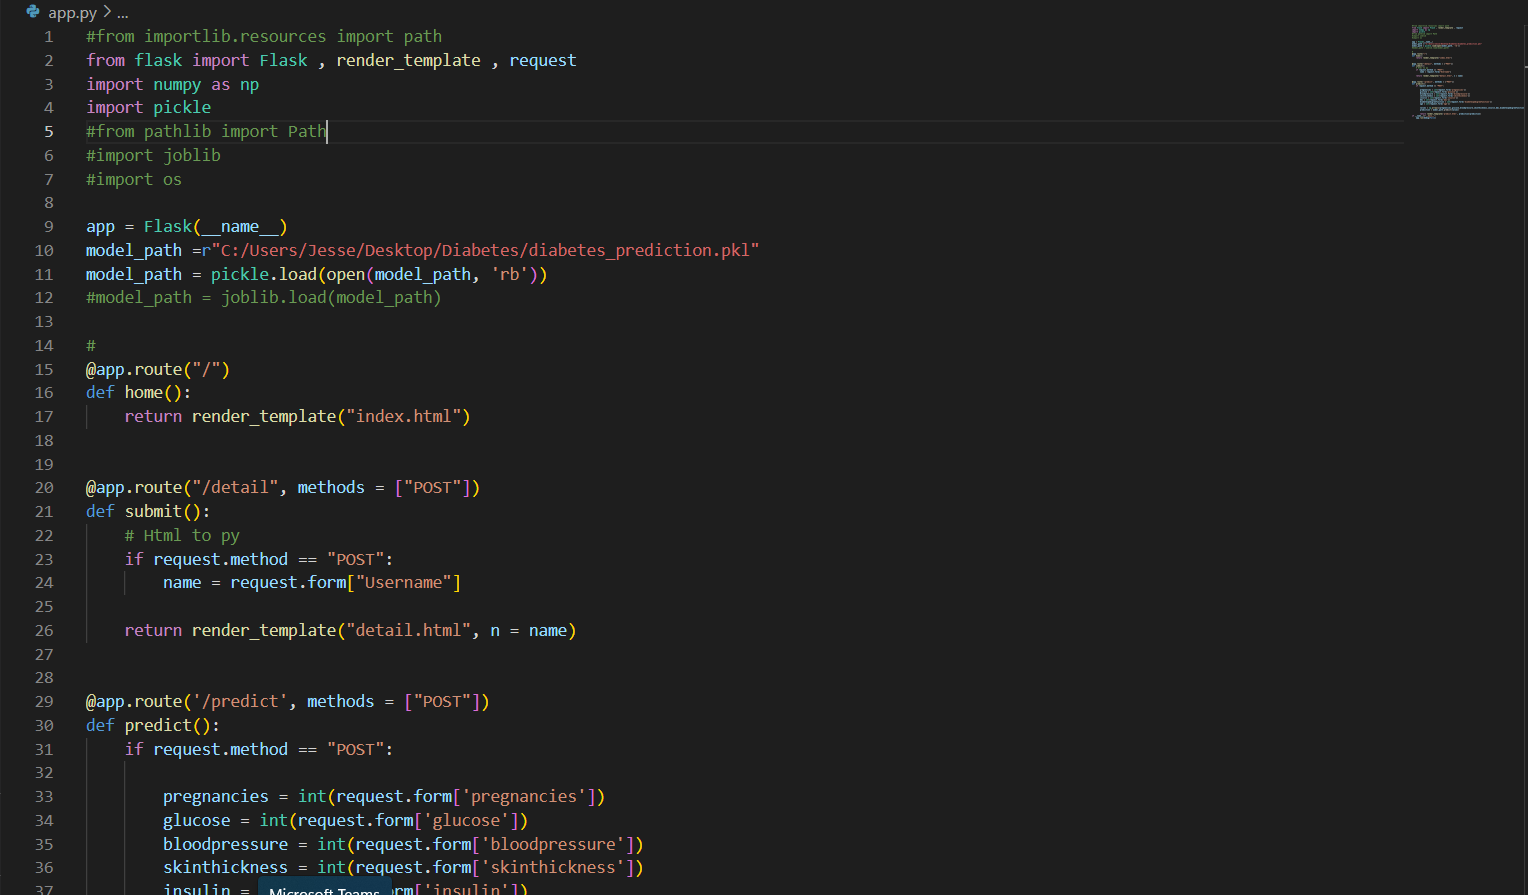 app.py > ...
1 #from importlib.resources import path
2 from flask import Flask , render_template , request
3 import numpy as np
4 import pickle
5 #from pathlib import Path
6 #import joblib
7 #import os
8
9 app = Flask(__name__)
10 model_path =r"C:/Users/Jesse/Desktop/Diabetes/diabetes_prediction.pkl"
11 model_path = pickle.load(open(model_path, 'rb'))
12 #model_path = joblib.load(model_path)
13
14 #
15 @app.route("/")
16 def home():
17     return render_template("index.html")
18
19
20 @app.route("/detail", methods = ["POST"])
21 def submit():
22     # Html to py
23     if request.method == "POST":
24         name = request.form["Username"]
25
26     return render_template("detail.html", n = name)
27
28
29 @app.route('/predict', methods = ["POST"])
30 def predict():
31     if request.method == "POST":
32
33         pregnancies = int(request.form['pregnancies'])
34         glucose = int(request.form['glucose'])
35         bloodpressure = int(request.form['bloodpressure'])
36         skinthickness = int(request.form['skinthickness'])
37         insulin = rm['insulin'])
Microsoft Teams